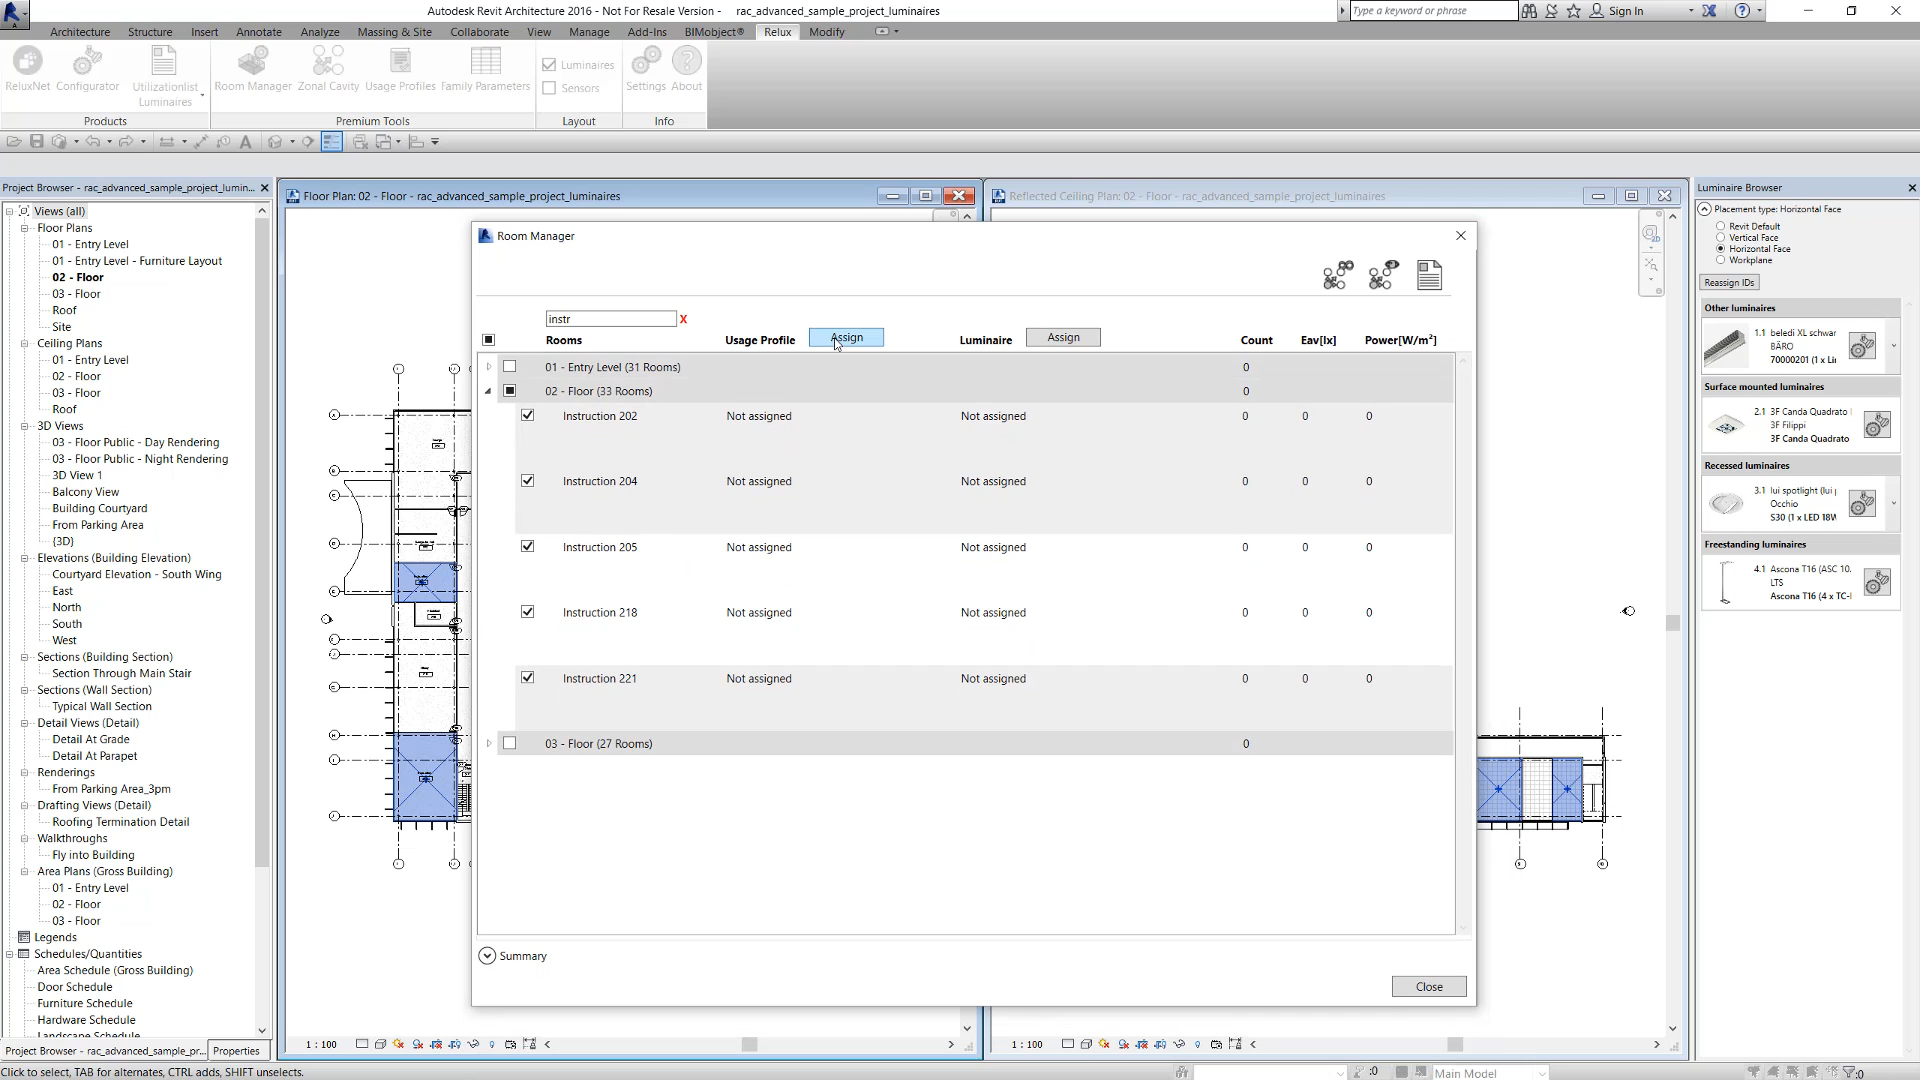 Autodesk Revit Architecture 2016 - Not For Resale Version - rac_advanced_sample_project_luminaires
Type a keyword or phrase
Sign In
Architecture Structure Insert Annotate Analyze Massing & Site Collaborate View Manage Add-Ins BIMobject® Relux Modify
ReluxNet Configurator Utilizationlist Luminaires
Room Manager Zonal Cavity Usage Profiles Family Parameters
Luminaires
Sensors
Settings About
Products Premium Tools Layout Info
Project Browser - rac_advanced_sample_project_lumin...
Views (all)
Floor Plans
01 - Entry Level
01 - Entry Level - Furniture Layout
02 - Floor
03 - Floor
Roof
Site
Ceiling Plans
01 - Entry Level
02 - Floor
03 - Floor
Roof
3D Views
03 - Floor Public - Day Rendering
03 - Floor Public - Night Rendering
3D View 1
Balcony View
Building Courtyard
From Parking Area
{3D}
Elevations (Building Elevation)
Courtyard Elevation - South Wing
East
North
South
West
Sections (Building Section)
Section Through Main Stair
Sections (Wall Section)
Typical Wall Section
Detail Views (Detail)
Detail At Grade
Detail At Parapet
Renderings
From Parking Area_3pm
Drafting Views (Detail)
Roofing Termination Detail
Walkthroughs
Fly into Building
Area Plans (Gross Building)
01 - Entry Level
02 - Floor
03 - Floor
Legends
Schedules/Quantities
Area Schedule (Gross Building)
Door Schedule
Furniture Schedule
Hardware Schedule
Landscape Schedule
Project Browser - rac_advanced_sample_pr... Properties
Floor Plan: 02 - Floor - rac_advanced_sample_project_luminaires
Reflected Ceiling Plan: 02 - Floor - rac_advanced_sample_project_luminaires
Room Manager
instr X
Rooms Usage Profile Assign Luminaire Assign Count Eav[lx] Power[W/m²]
01 - Entry Level (31 Rooms) 0
02 - Floor (33 Rooms) 0
Instruction 202 Not assigned Not assigned 0 0 0
Instruction 204 Not assigned Not assigned 0 0 0
Instruction 205 Not assigned Not assigned 0 0 0
Instruction 218 Not assigned Not assigned 0 0 0
Instruction 221 Not assigned Not assigned 0 0 0
03 - Floor (27 Rooms) 0
Summary
Close
1 : 100
1 : 100
Luminaire Browser
Placement type: Horizontal Face
Revit Default
Vertical Face
Horizontal Face
Workplane
Reassign IDs
Other luminaires
1.1 beledi XL schwar
BÄRO
70000201 (1 x Lir
Surface mounted luminaires
2.1 3F Canda Quadrato
3F Filippi
3F Canda Quadrato
Recessed luminaires
3.1 lui spotlight (lui
Occhio
S30 (1 x LED 18W
Freestanding luminaires
4.1 Ascona T16 (ASC 10.
LTS
Ascona T16 (4 x TC-
Click to select, TAB for alternates, CTRL adds, SHIFT unselects.
:0
Main Model
:0